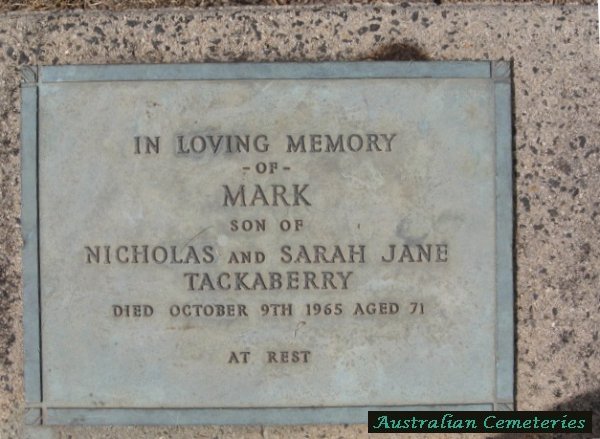 IN LOVING MEMORY
-OF-
MARK
SON OF
NICHOLAS AND SARAH JANE
TACKABERRY
DIED OCTOBER 9TH 1965 AGED 71
AT REST
Australian Cemeteries